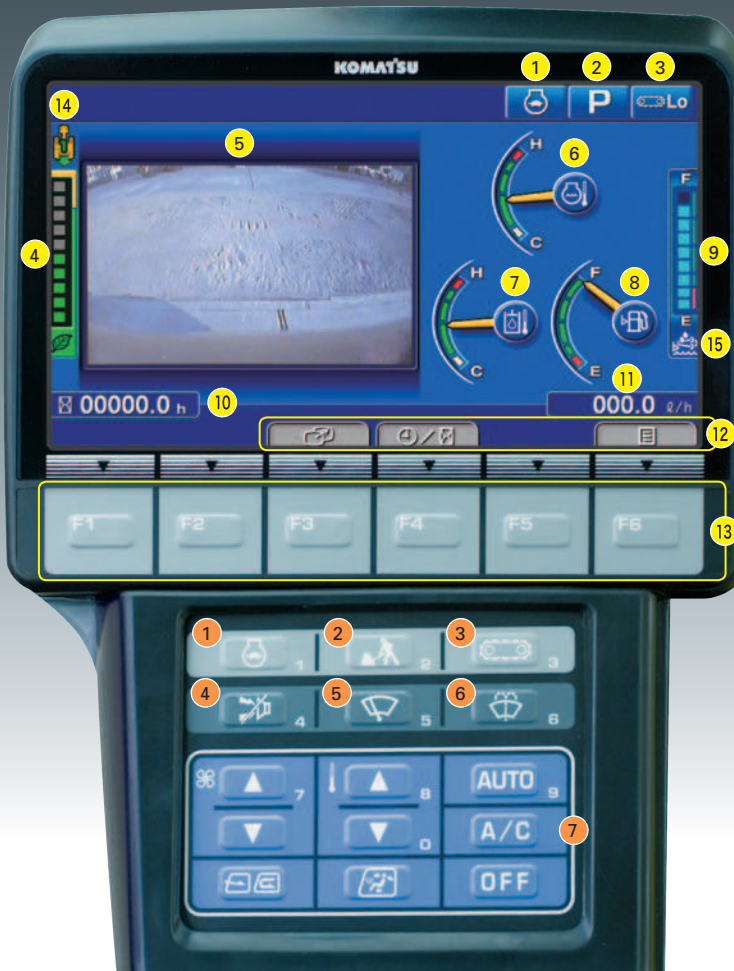 KOMATSU
1 2 3
P Lo
14
5
H 6
F
C
4
9
H 7 F 8
E
15
C E
11
00000.0 h 10 000.0 ℓ/h
12
F1 F2 F3 F4 F5 F6
13
1 2 3
1 2 3
4 5 6
4 5 6
7 8 AUTO 9
0 A/C 7
OFF